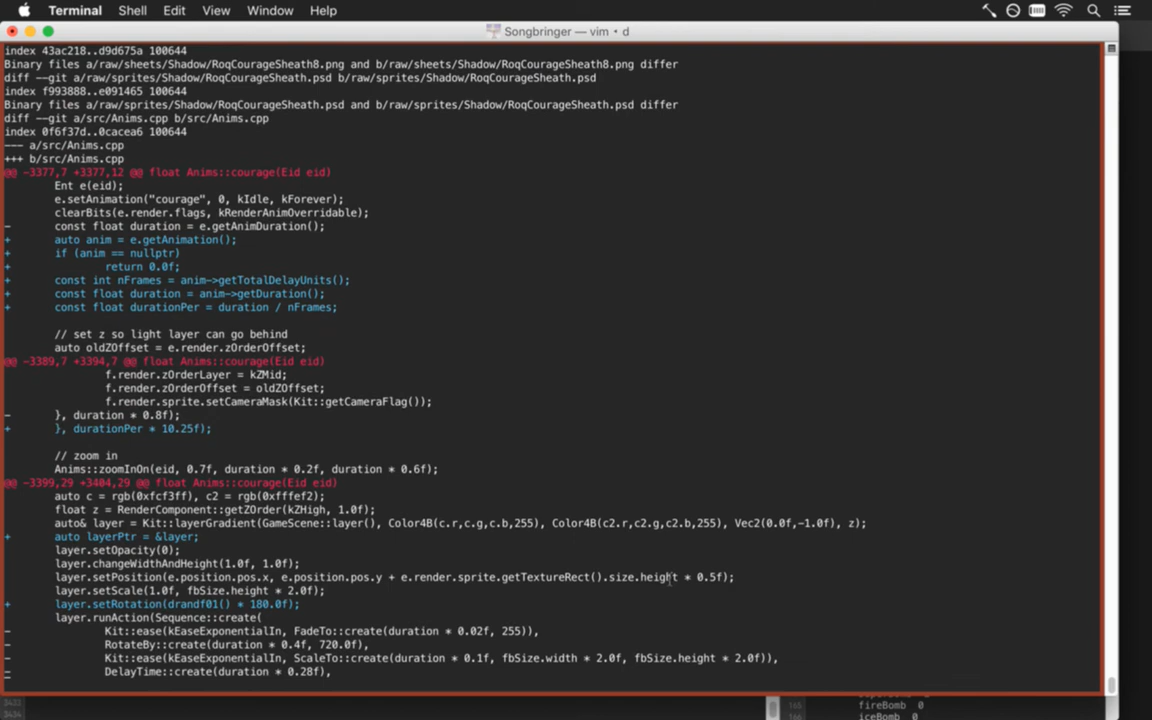 Terminal Shell Edit View Window Help
Songbringer — vim • d
index 43ac218..d9d675a 100644
Binary files a/raw/sheets/Shadow/RoqCourageSheath8.png and b/raw/sheets/Shadow/RoqCourageSheath8.png differ
diff --git a/raw/sprites/Shadow/RoqCourageSheath.psd b/raw/sprites/Shadow/RoqCourageSheath.psd
index f993888..e091465 100644
Binary files a/raw/sprites/Shadow/RoqCourageSheath.psd and b/raw/sprites/Shadow/RoqCourageSheath.psd differ
diff --git a/src/Anims.cpp b/src/Anims.cpp
index 0f6f37d..0cacea6 100644
--- a/src/Anims.cpp
+++ b/src/Anims.cpp
@@ -3377,7 +3377,12 @@ float Anims::courage(Eid eid)
Ent e(eid);
e.setAnimation("courage", 0, kIdle, kForever);
clearBits(e.render.flags, kRenderAnimOverridable);
- const float duration = e.getAnimDuration();
+ auto anim = e.getAnimation();
+ if (anim == nullptr)
+ return 0.0f;
+ const int nFrames = anim->getTotalDelayUnits();
+ const float duration = anim->getDuration();
+ const float durationPer = duration / nFrames;
// set z so light layer can go behind
auto oldZOffset = e.render.zOrderOffset;
@@ -3389,7 +3394,7 @@ float Anims::courage(Eid eid)
f.render.zOrderLayer = kZMid;
f.render.zOrderOffset = oldZOffset;
f.render.sprite.setCameraMask(Kit::getCameraFlag());
- }, duration * 0.8f);
+ }, durationPer * 10.25f);
// zoom in
Anims::zoomInOn(eid, 0.7f, duration * 0.2f, duration * 0.6f);
@@ -3399,29 +3404,29 @@ float Anims::courage(Eid eid)
auto c = rgb(0xfcf3ff), c2 = rgb(0xfffef2);
float z = RenderComponent::getZOrder(kZHigh, 1.0f);
auto& layer = Kit::layerGradient(GameScene::layer(), Color4B(c.r,c.g,c.b,255), Color4B(c2.r,c2.g,c2.b,255), Vec2(0.0f,-1.0f), z);
+ auto layerPtr = &layer;
layer.setOpacity(0);
layer.changeWidthAndHeight(1.0f, 1.0f);
layer.setPosition(e.position.pos.x, e.position.pos.y + e.render.sprite.getTextureRect().size.height * 0.5f);
layer.setScale(1.0f, fbSize.height * 2.0f);
+ layer.setRotation(drandf01() * 180.0f);
layer.runAction(Sequence::create(
- Kit::ease(kEaseExponentialIn, FadeTo::create(duration * 0.02f, 255)),
- RotateBy::create(duration * 0.4f, 720.0f),
- Kit::ease(kEaseExponentialIn, ScaleTo::create(duration * 0.1f, fbSize.width * 2.0f, fbSize.height * 2.0f)),
- DelayTime::create(duration * 0.28f),
3433
3434
165 fireBomb 0
166 iceBomb 0